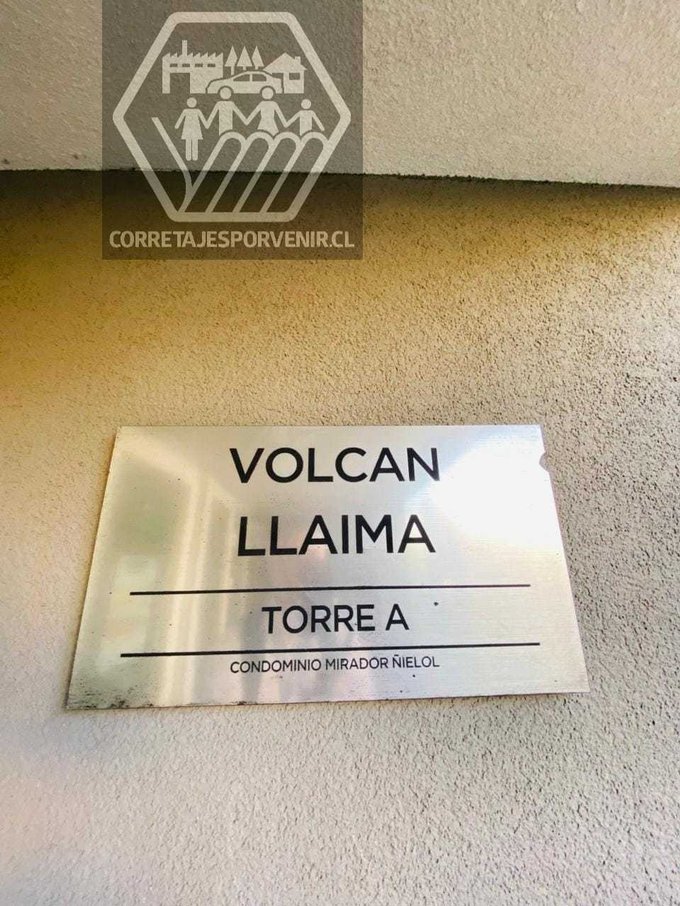 CORRETAJESPORVENIR.CL
VOLCAN
LLAIMA
TORRE A
CONDOMINIO MIRADOR ÑIELOL